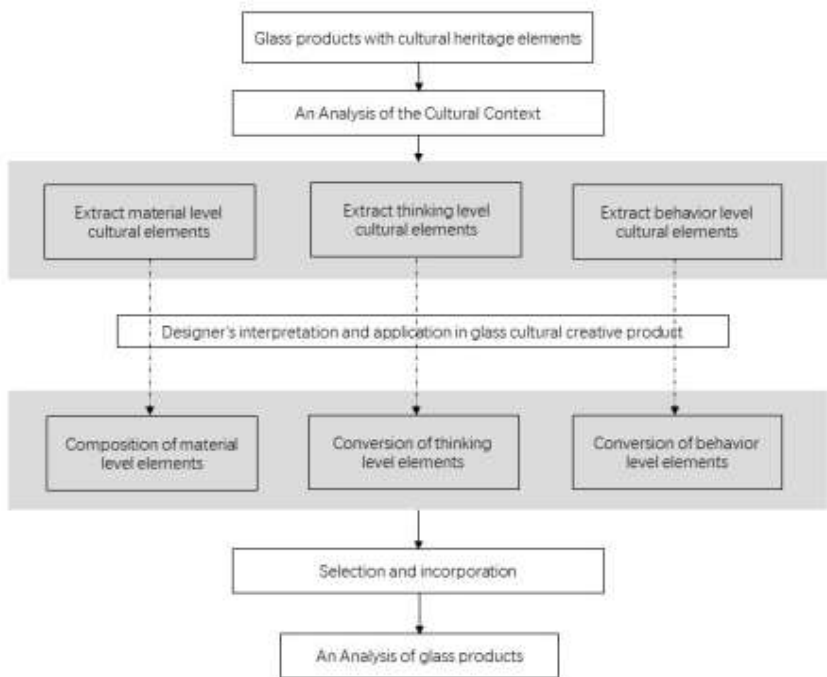 Glass products with cultural heritage elements
An Analysis of the Cultural Context
Extract material level
cultural elements
Extract thinking level
cultural elements
Extract behavior level
cultural elements
Designer's interpretation and application in glass cultural creative product
Composition of material
level elements
Conversion of thinking
level elements
Conversion of behavior
level elements
Selection and incorporation
An Analysis of glass products